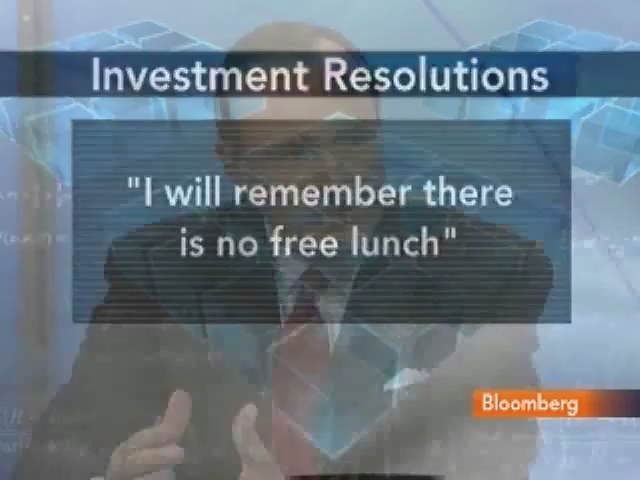 Investment Resolutions
"I will remember there
is no free lunch"
Bloomberg